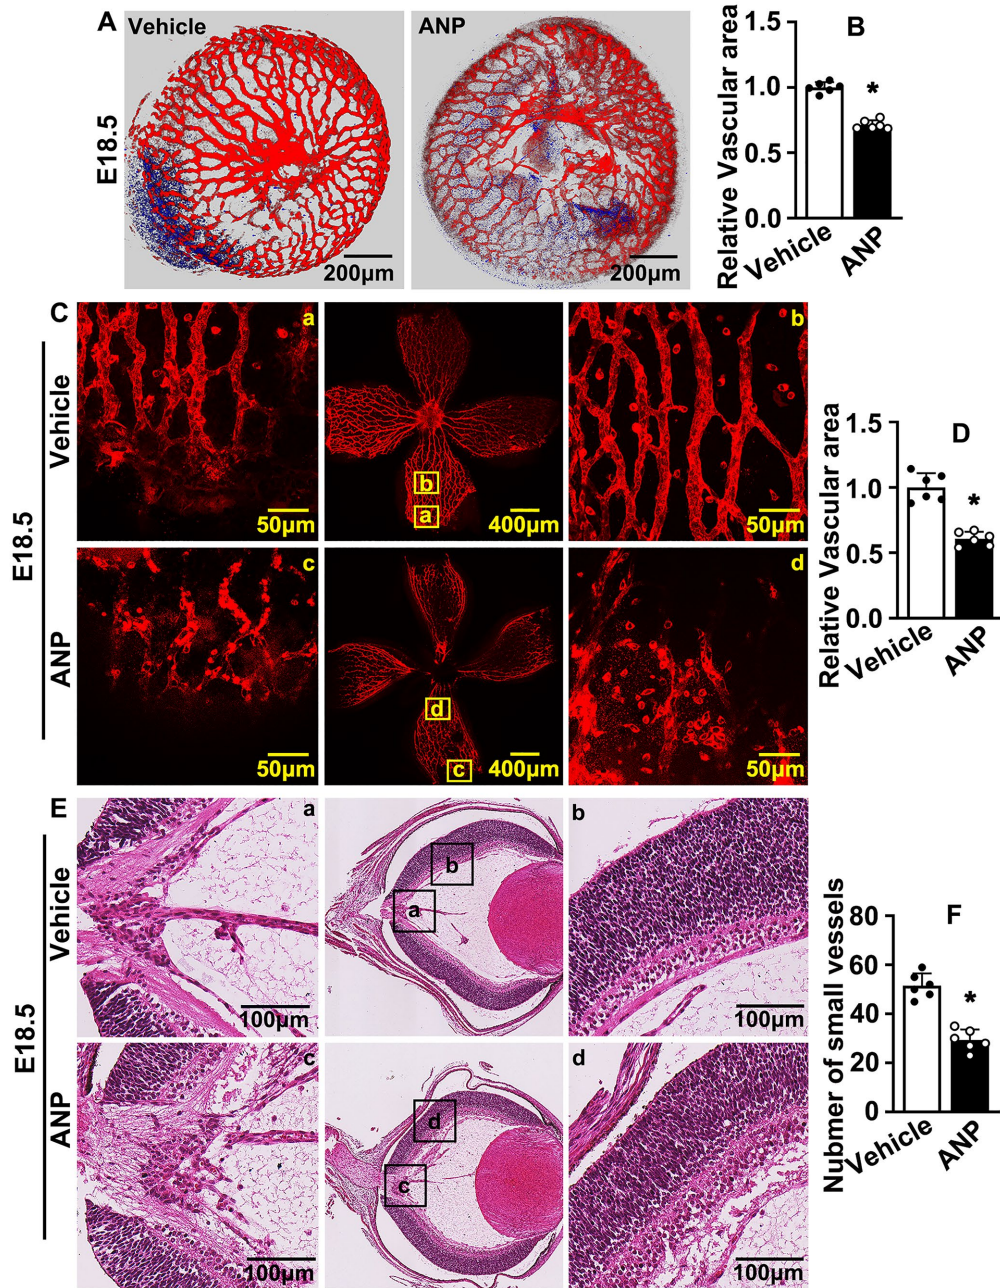 A
Vehicle
ANP
E18.5
200µm
200µm
B
Relative Vascular area
1.5
1.0
0.5
0.0
*
Vehicle
ANP
C
E18.5
Vehicle
ANP
a
50µm
b
a
400µm
b
50µm
c
50µm
d
c
400µm
d
50µm
D
Relative Vascular area
1.5
1.0
0.5
0.0
*
Vehicle
ANP
E
E18.5
Vehicle
ANP
a
100µm
b
a
b
100µm
c
100µm
d
c
d
100µm
F
Nubmer of small vessels
80
60
40
20
0
*
Vehicle
ANP